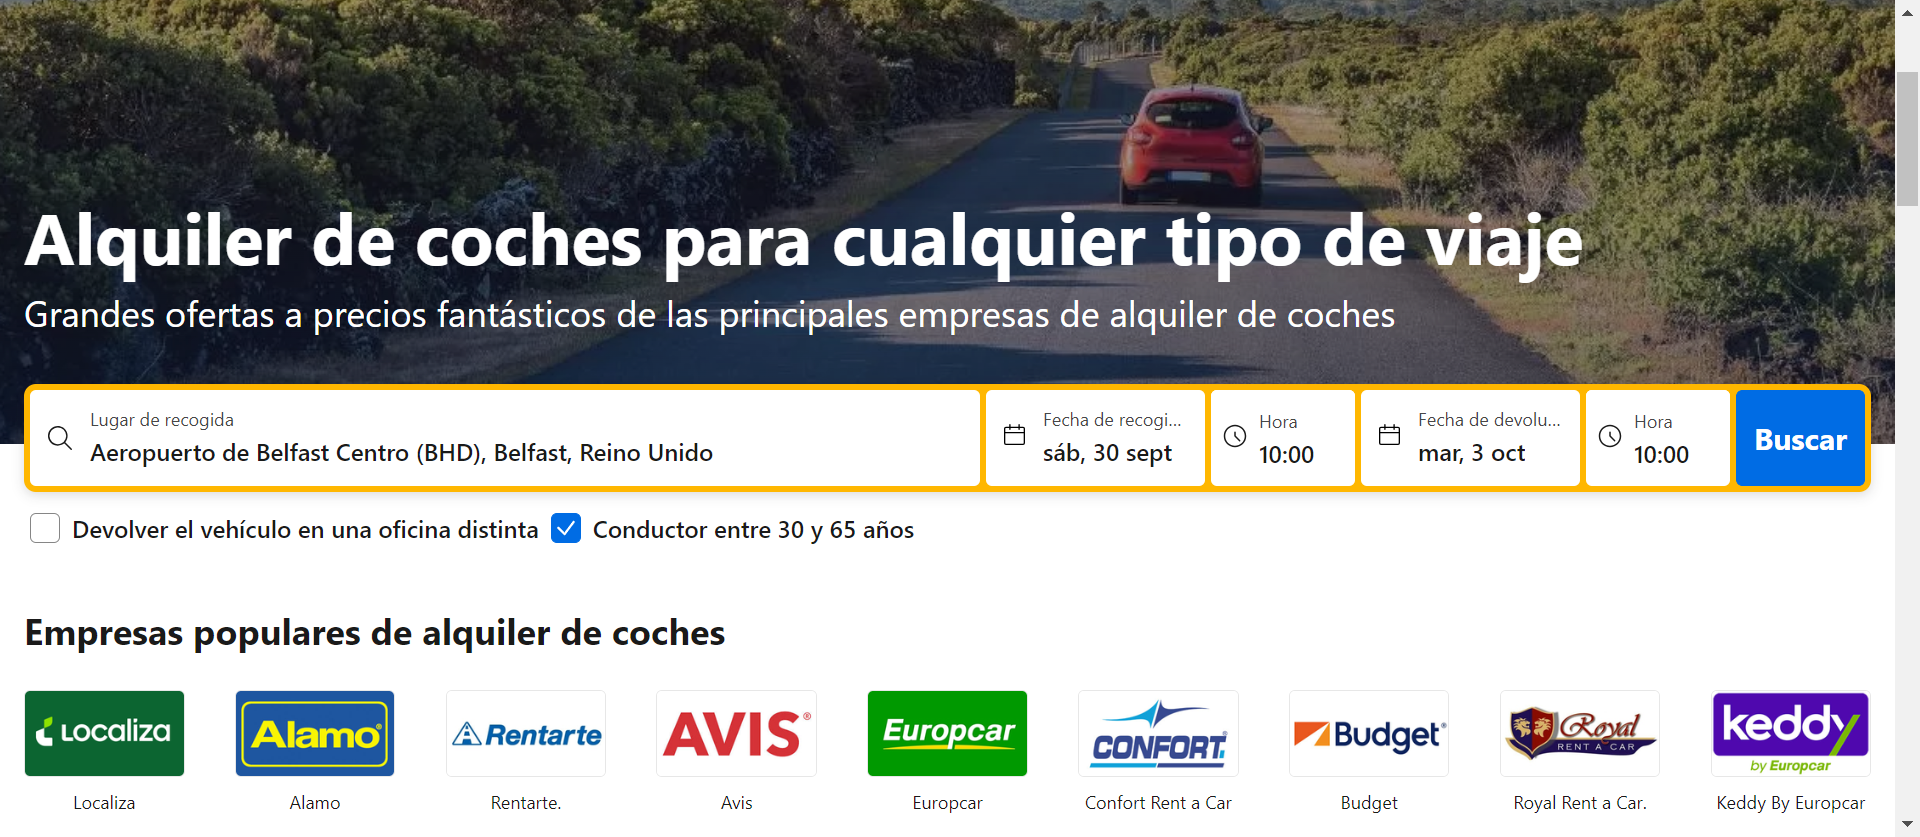 Alquiler de coches para cualquier tipo de viaje
Grandes ofertas a precios fantásticos de las principales empresas de alquiler de coches
Lugar de recogida
Aeropuerto de Belfast Centro (BHD), Belfast, Reino Unido
Fecha de recogi...
sáb, 30 sept
Hora
10:00
Fecha de devolu...
mar, 3 oct
Hora
10:00
Buscar
Devolver el vehículo en una oficina distinta
Conductor entre 30 y 65 años
Empresas populares de alquiler de coches
Localiza
Alamo®
Rentarte
AVIS®
Europcar
CONFORT
Budget®
Royal
RENT A CAR
keddy
by Europcar
Localiza
Alamo
Rentarte.
Avis
Europcar
Confort Rent a Car
Budget
Royal Rent a Car.
Keddy By Europcar